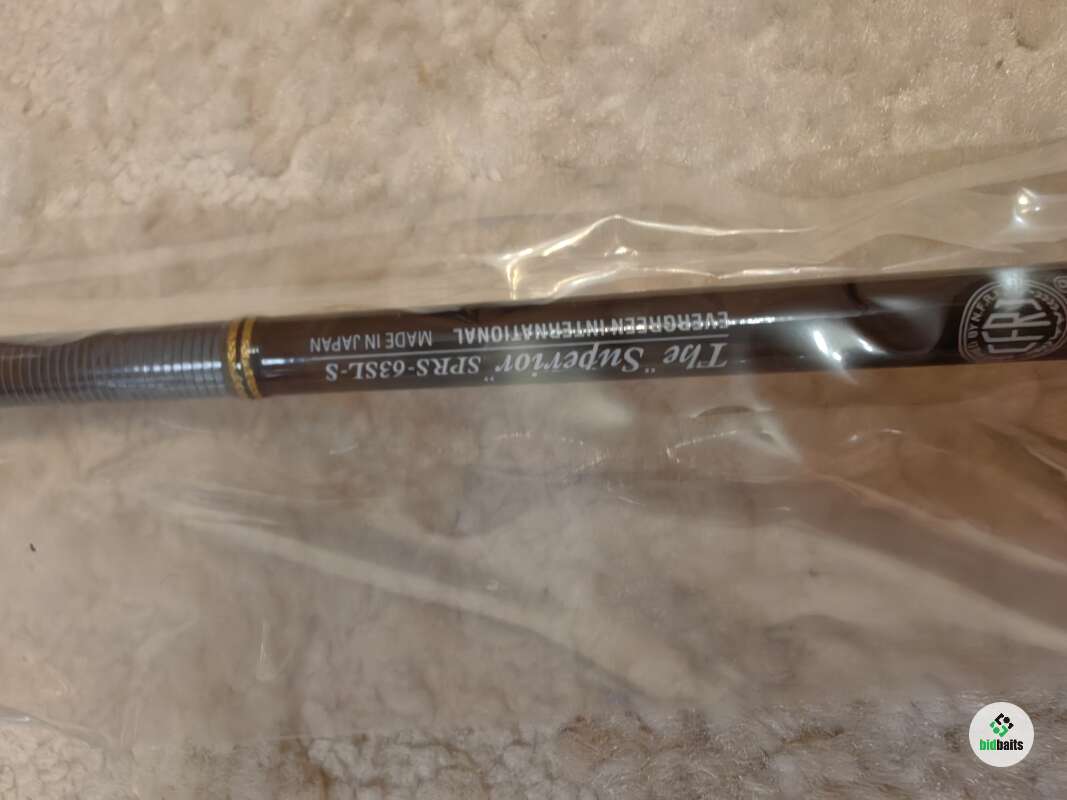 The "Superior" SPRS-63SL-S
EVERGREEN INTERNATIONAL MADE IN JAPAN
bidbaits